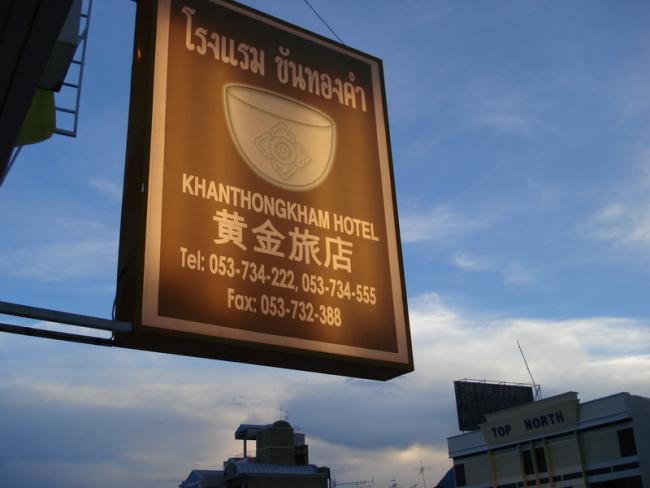 โรงแรม ขันทองคำ
KHANTHONGKHAM HOTEL
黄金旅店
Tel: 053-734-222, 053-734-555
Fax: 053-732-388
TOP NORTH